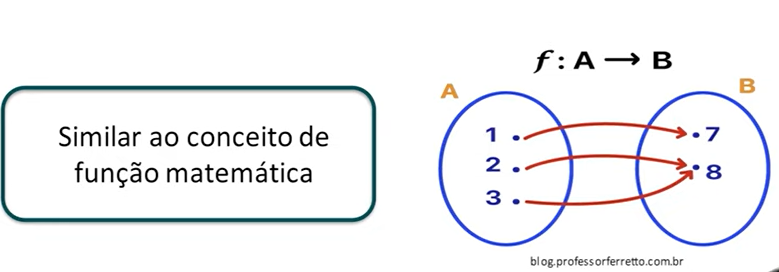 Similar ao conceito de
função matemática
f : A → B
A
B
1
2
3
7
8
blog.professorferretto.com.br